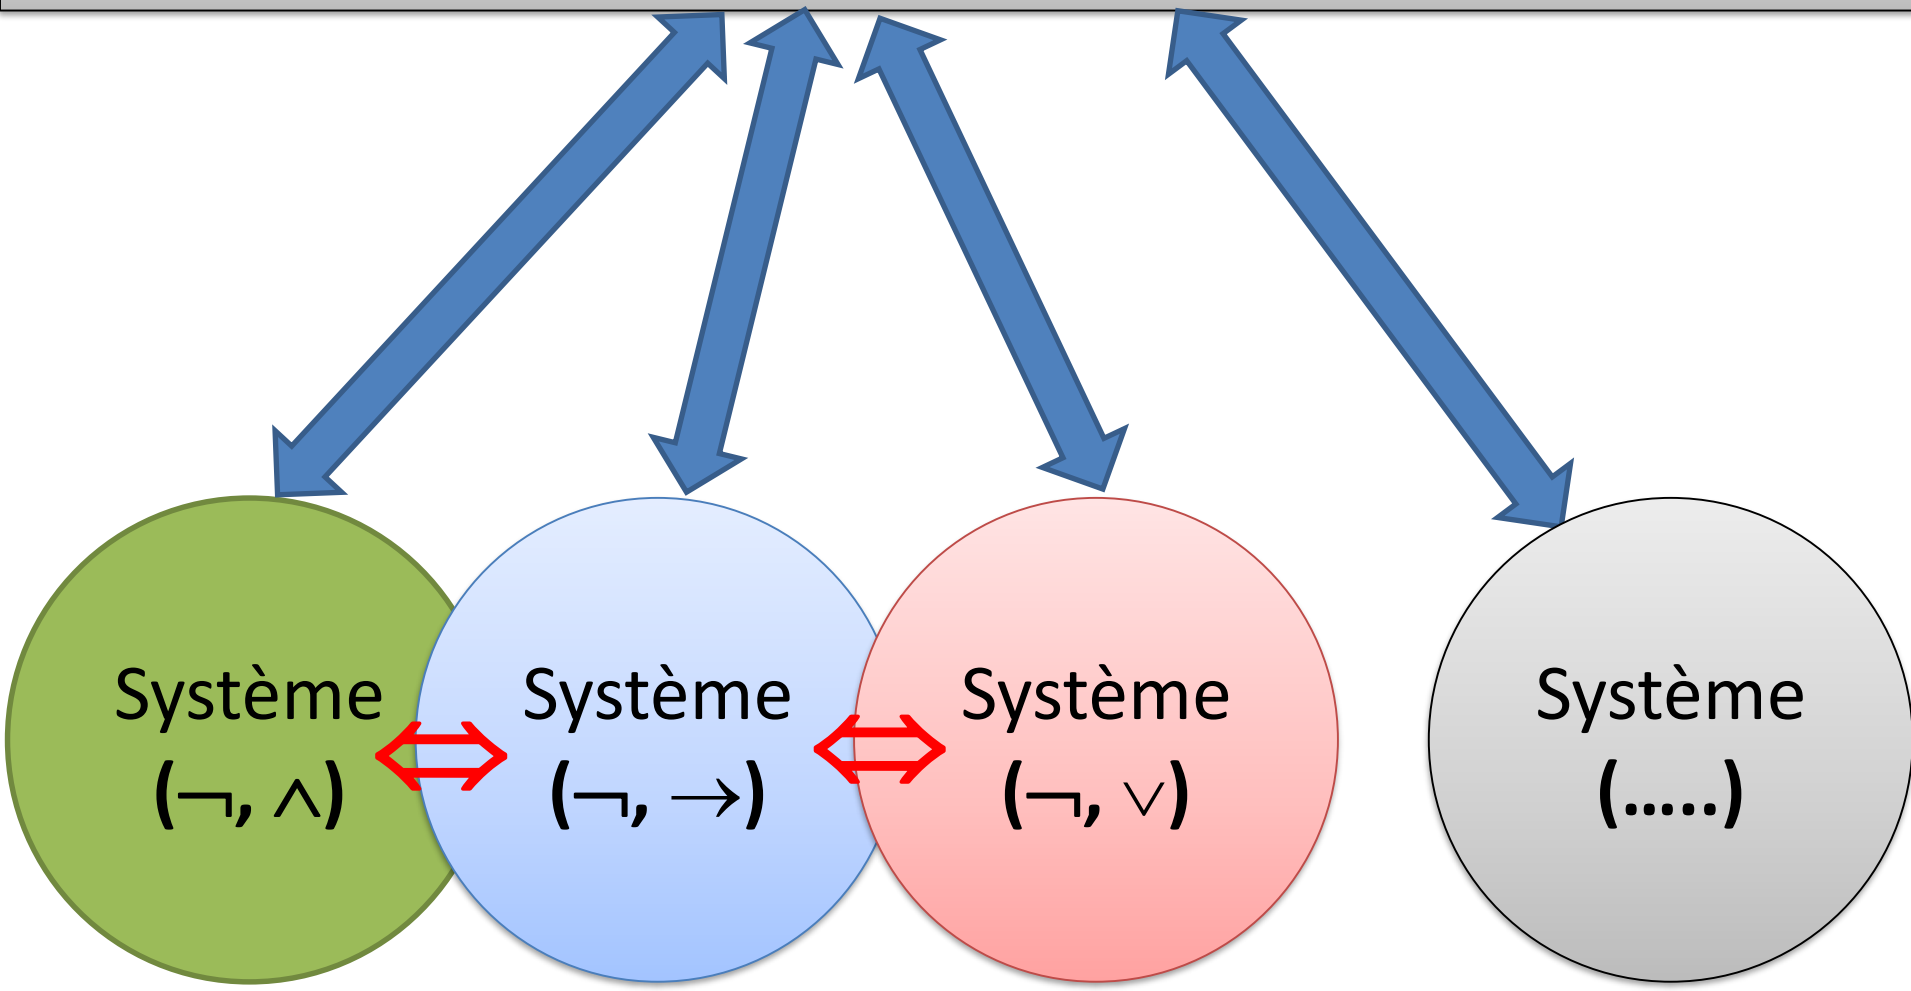 Système
(¬, ∧)
Système
(¬, →)
Système
(¬, ∨)
Système
(.....)